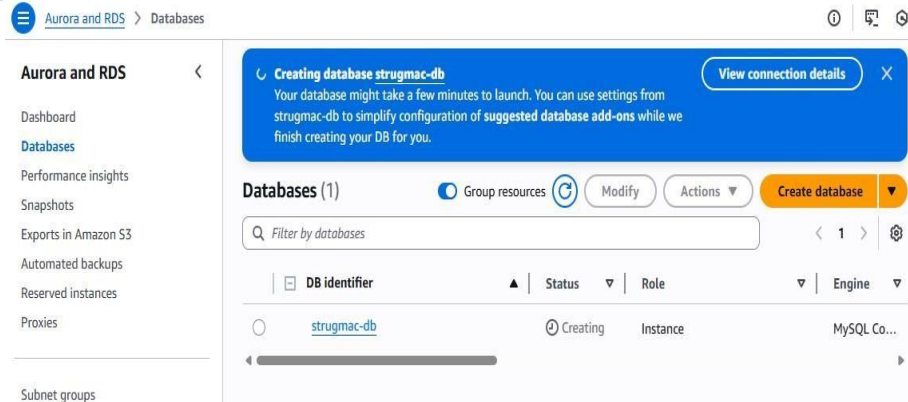 Aurora and RDS > Databases
Aurora and RDS
Dashboard
Databases
Performance insights
Snapshots
Exports in Amazon S3
Automated backups
Reserved instances
Proxies
Subnet groups
Creating database strugmac-db
Your database might take a few minutes to launch. You can use settings from
strugmac-db to simplify configuration of suggested database add-ons while we
finish creating your DB for you.
View connection details
Databases (1)
Group resources
Modify
Actions
Create database
Filter by databases
1
DB identifier Status Role Engine
strugmac-db Creating Instance MySQL Co...